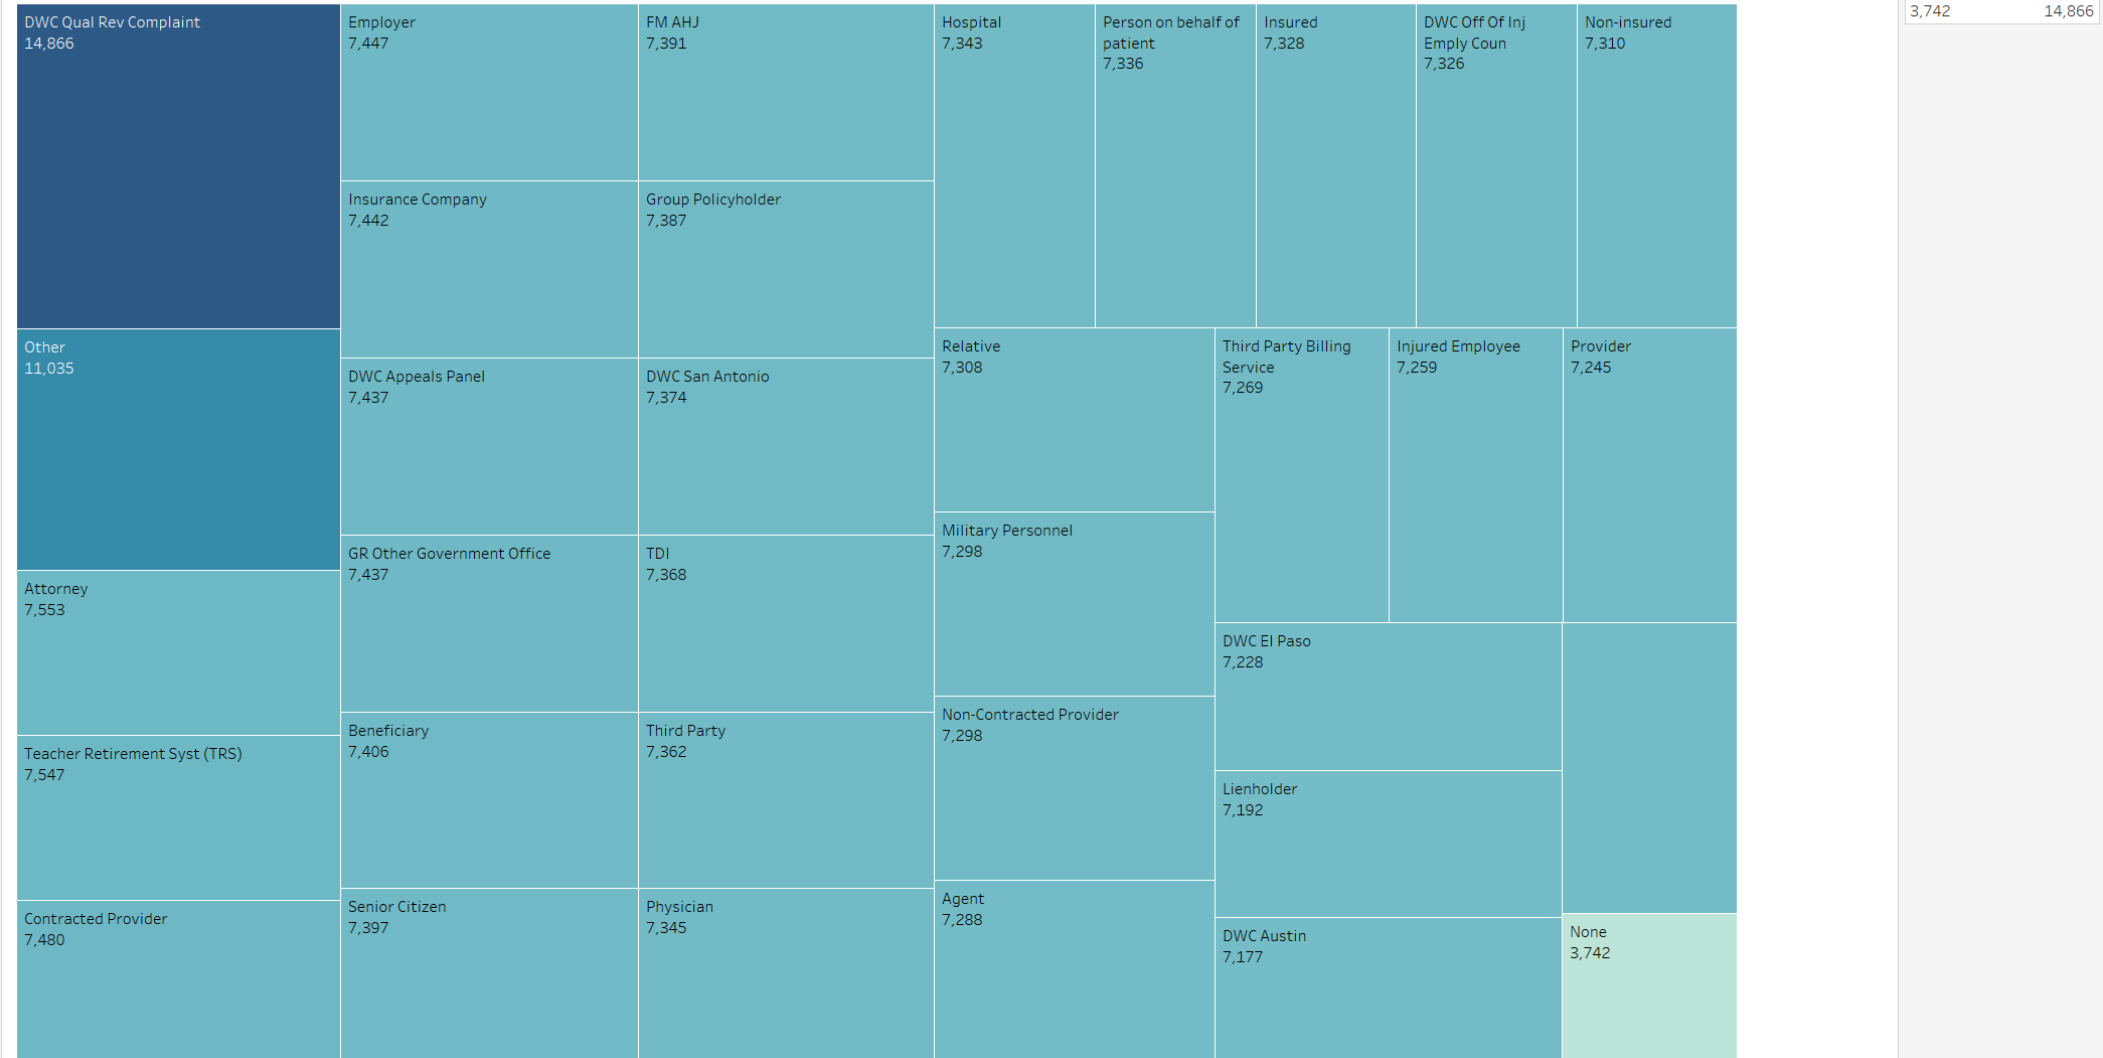 DWC Qual Rev Complaint
14,866
Other
11,035
Attorney
7,553
Teacher Retirement Syst (TRS)
7,547
Contracted Provider
7,480
Employer
7,447
Insurance Company
7,442
DWC Appeals Panel
7,437
GR Other Government Office
7,437
Beneficiary
7,406
Senior Citizen
7,397
FM AHJ
7,391
Group Policyholder
7,387
DWC San Antonio
7,374
TDI
7,368
Third Party
7,362
Physician
7,345
Hospital
7,343
Person on behalf of
patient
7,336
Insured
7,328
DWC Off Of Inj
Emply Coun
7,326
Non-insured
7,310
Relative
7,308
Military Personnel
7,298
Non-Contracted Provider
7,298
Agent
7,288
Third Party Billing
Service
7,269
Injured Employee
7,259
Provider
7,245
DWC El Paso
7,228
Lienholder
7,192
DWC Austin
7,177
None
3,742
3,742 14,866